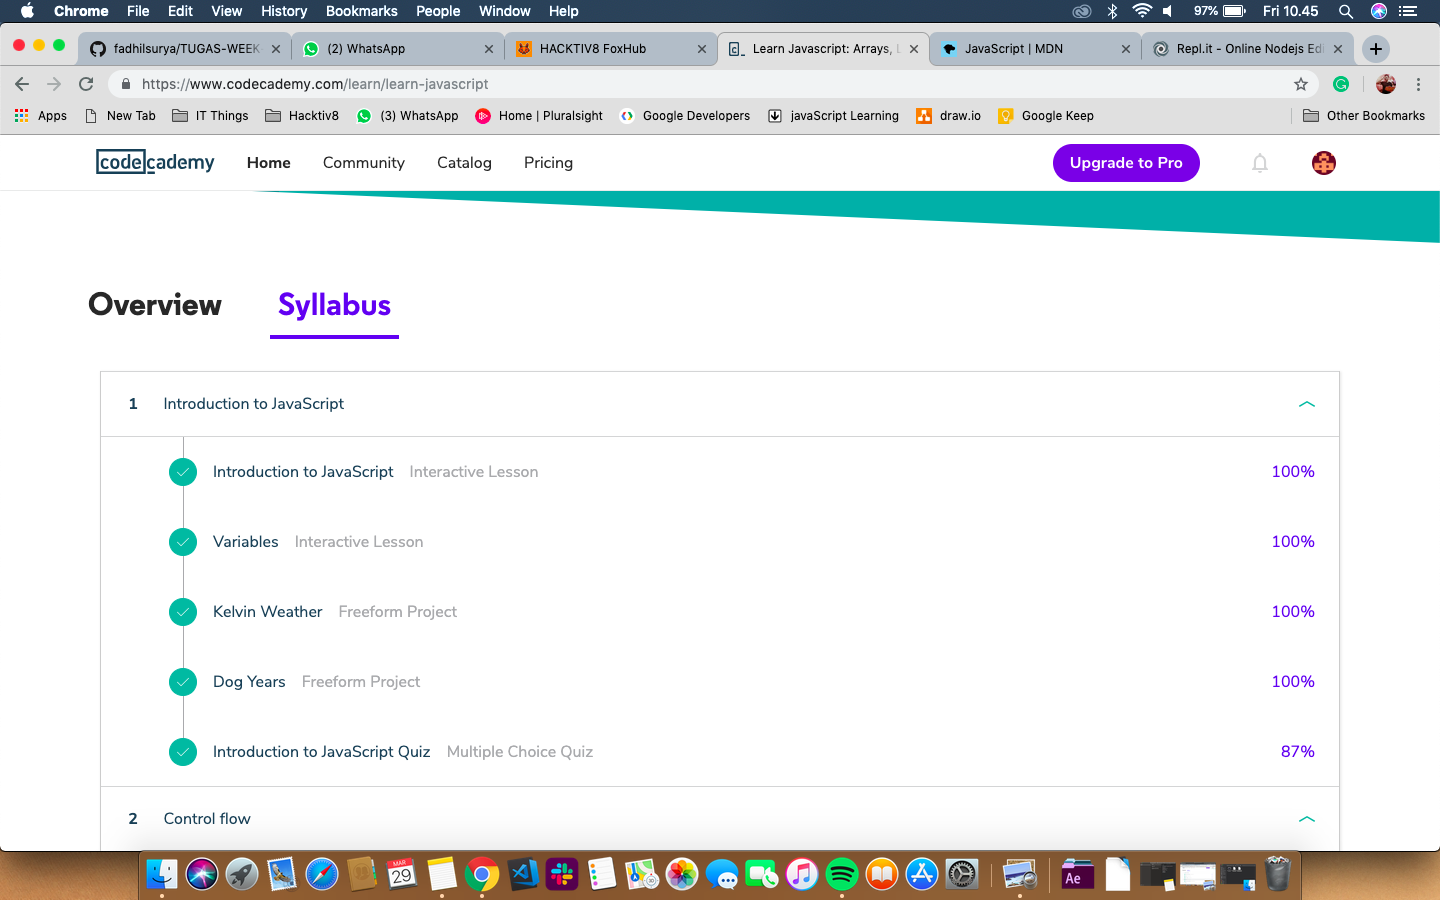 Chrome File Edit View History Bookmarks People Window Help 97% Fri 10.45
fadhilsurya/TUGAS-WEEK (2) WhatsApp HACKTIV8 FoxHub Learn Javascript: Arrays, L JavaScript | MDN Repl.it - Online Nodejs Edi
https://www.codecademy.com/learn/learn-javascript
Apps New Tab IT Things Hacktiv8 (3) WhatsApp Home | Pluralsight Google Developers javaScript Learning draw.io Google Keep Other Bookmarks
codecademy Home Community Catalog Pricing Upgrade to Pro
Overview Syllabus
1 Introduction to JavaScript
Introduction to JavaScript Interactive Lesson 100%
Variables Interactive Lesson 100%
Kelvin Weather Freeform Project 100%
Dog Years Freeform Project 100%
Introduction to JavaScript Quiz Multiple Choice Quiz 87%
2 Control flow
MAR
29
Ae